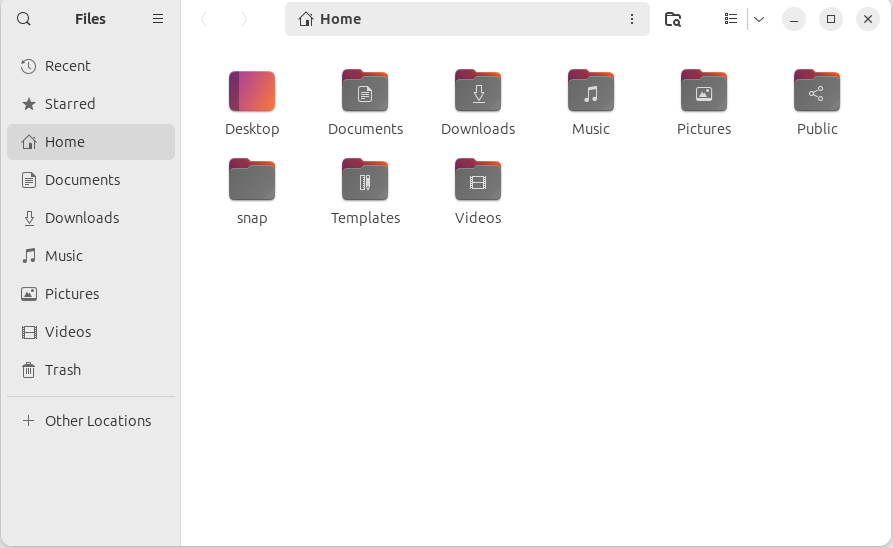 Files
Home
Recent
Starred
Home
Documents
Downloads
Music
Pictures
Videos
Trash
Other Locations
Desktop Documents Downloads Music Pictures Public
snap Templates Videos